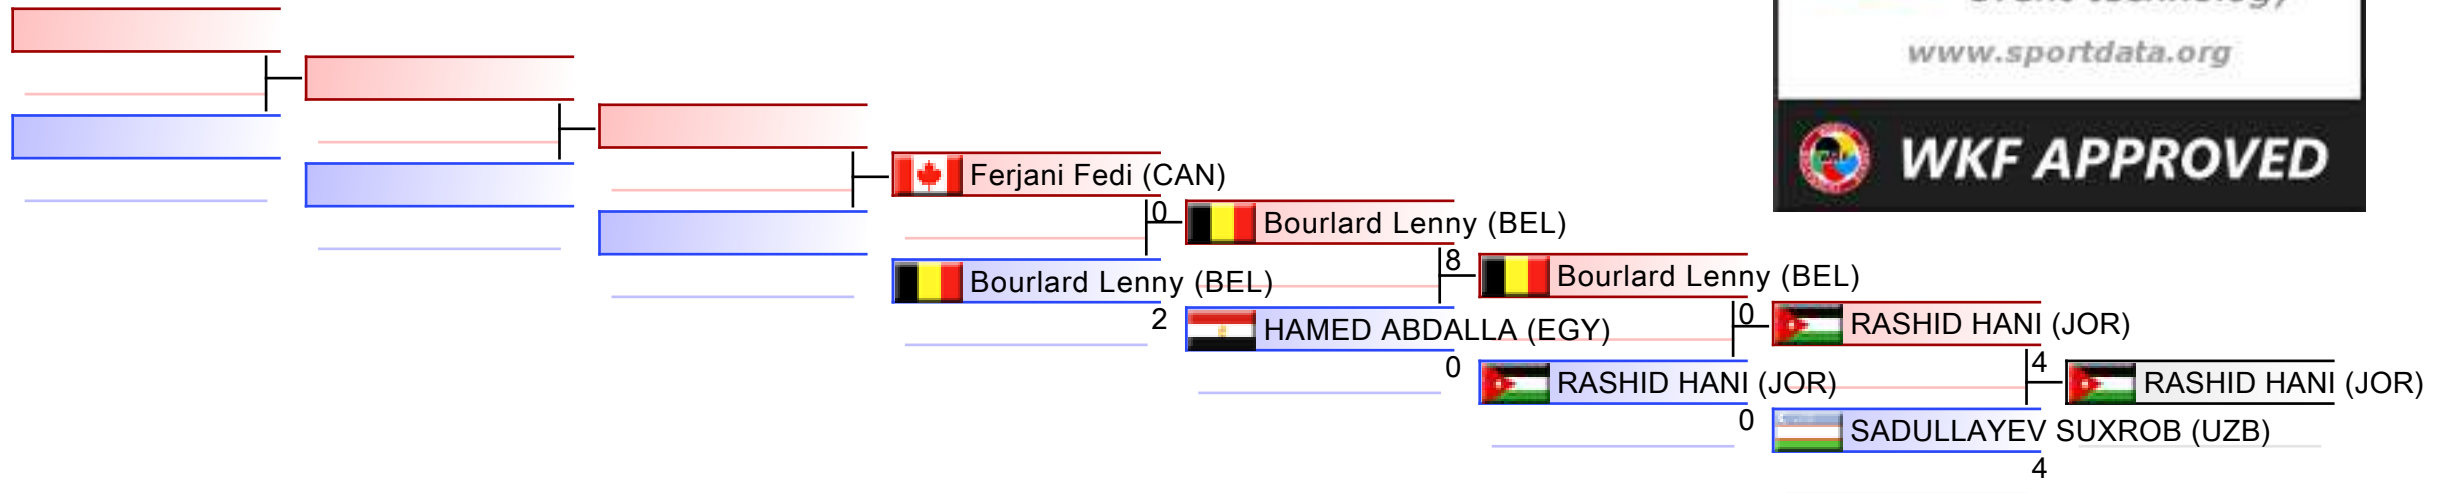 www.sportdata.org
WKF APPROVED
Ferjani Fedi (CAN)
0
Bourlard Lenny (BEL)
Bourlard Lenny (BEL)
2
8
Bourlard Lenny (BEL)
HAMED ABDALLA (EGY)
0
0
RASHID HANI (JOR)
RASHID HANI (JOR)
0
4
RASHID HANI (JOR)
SADULLAYEV SUXROB (UZB)
4